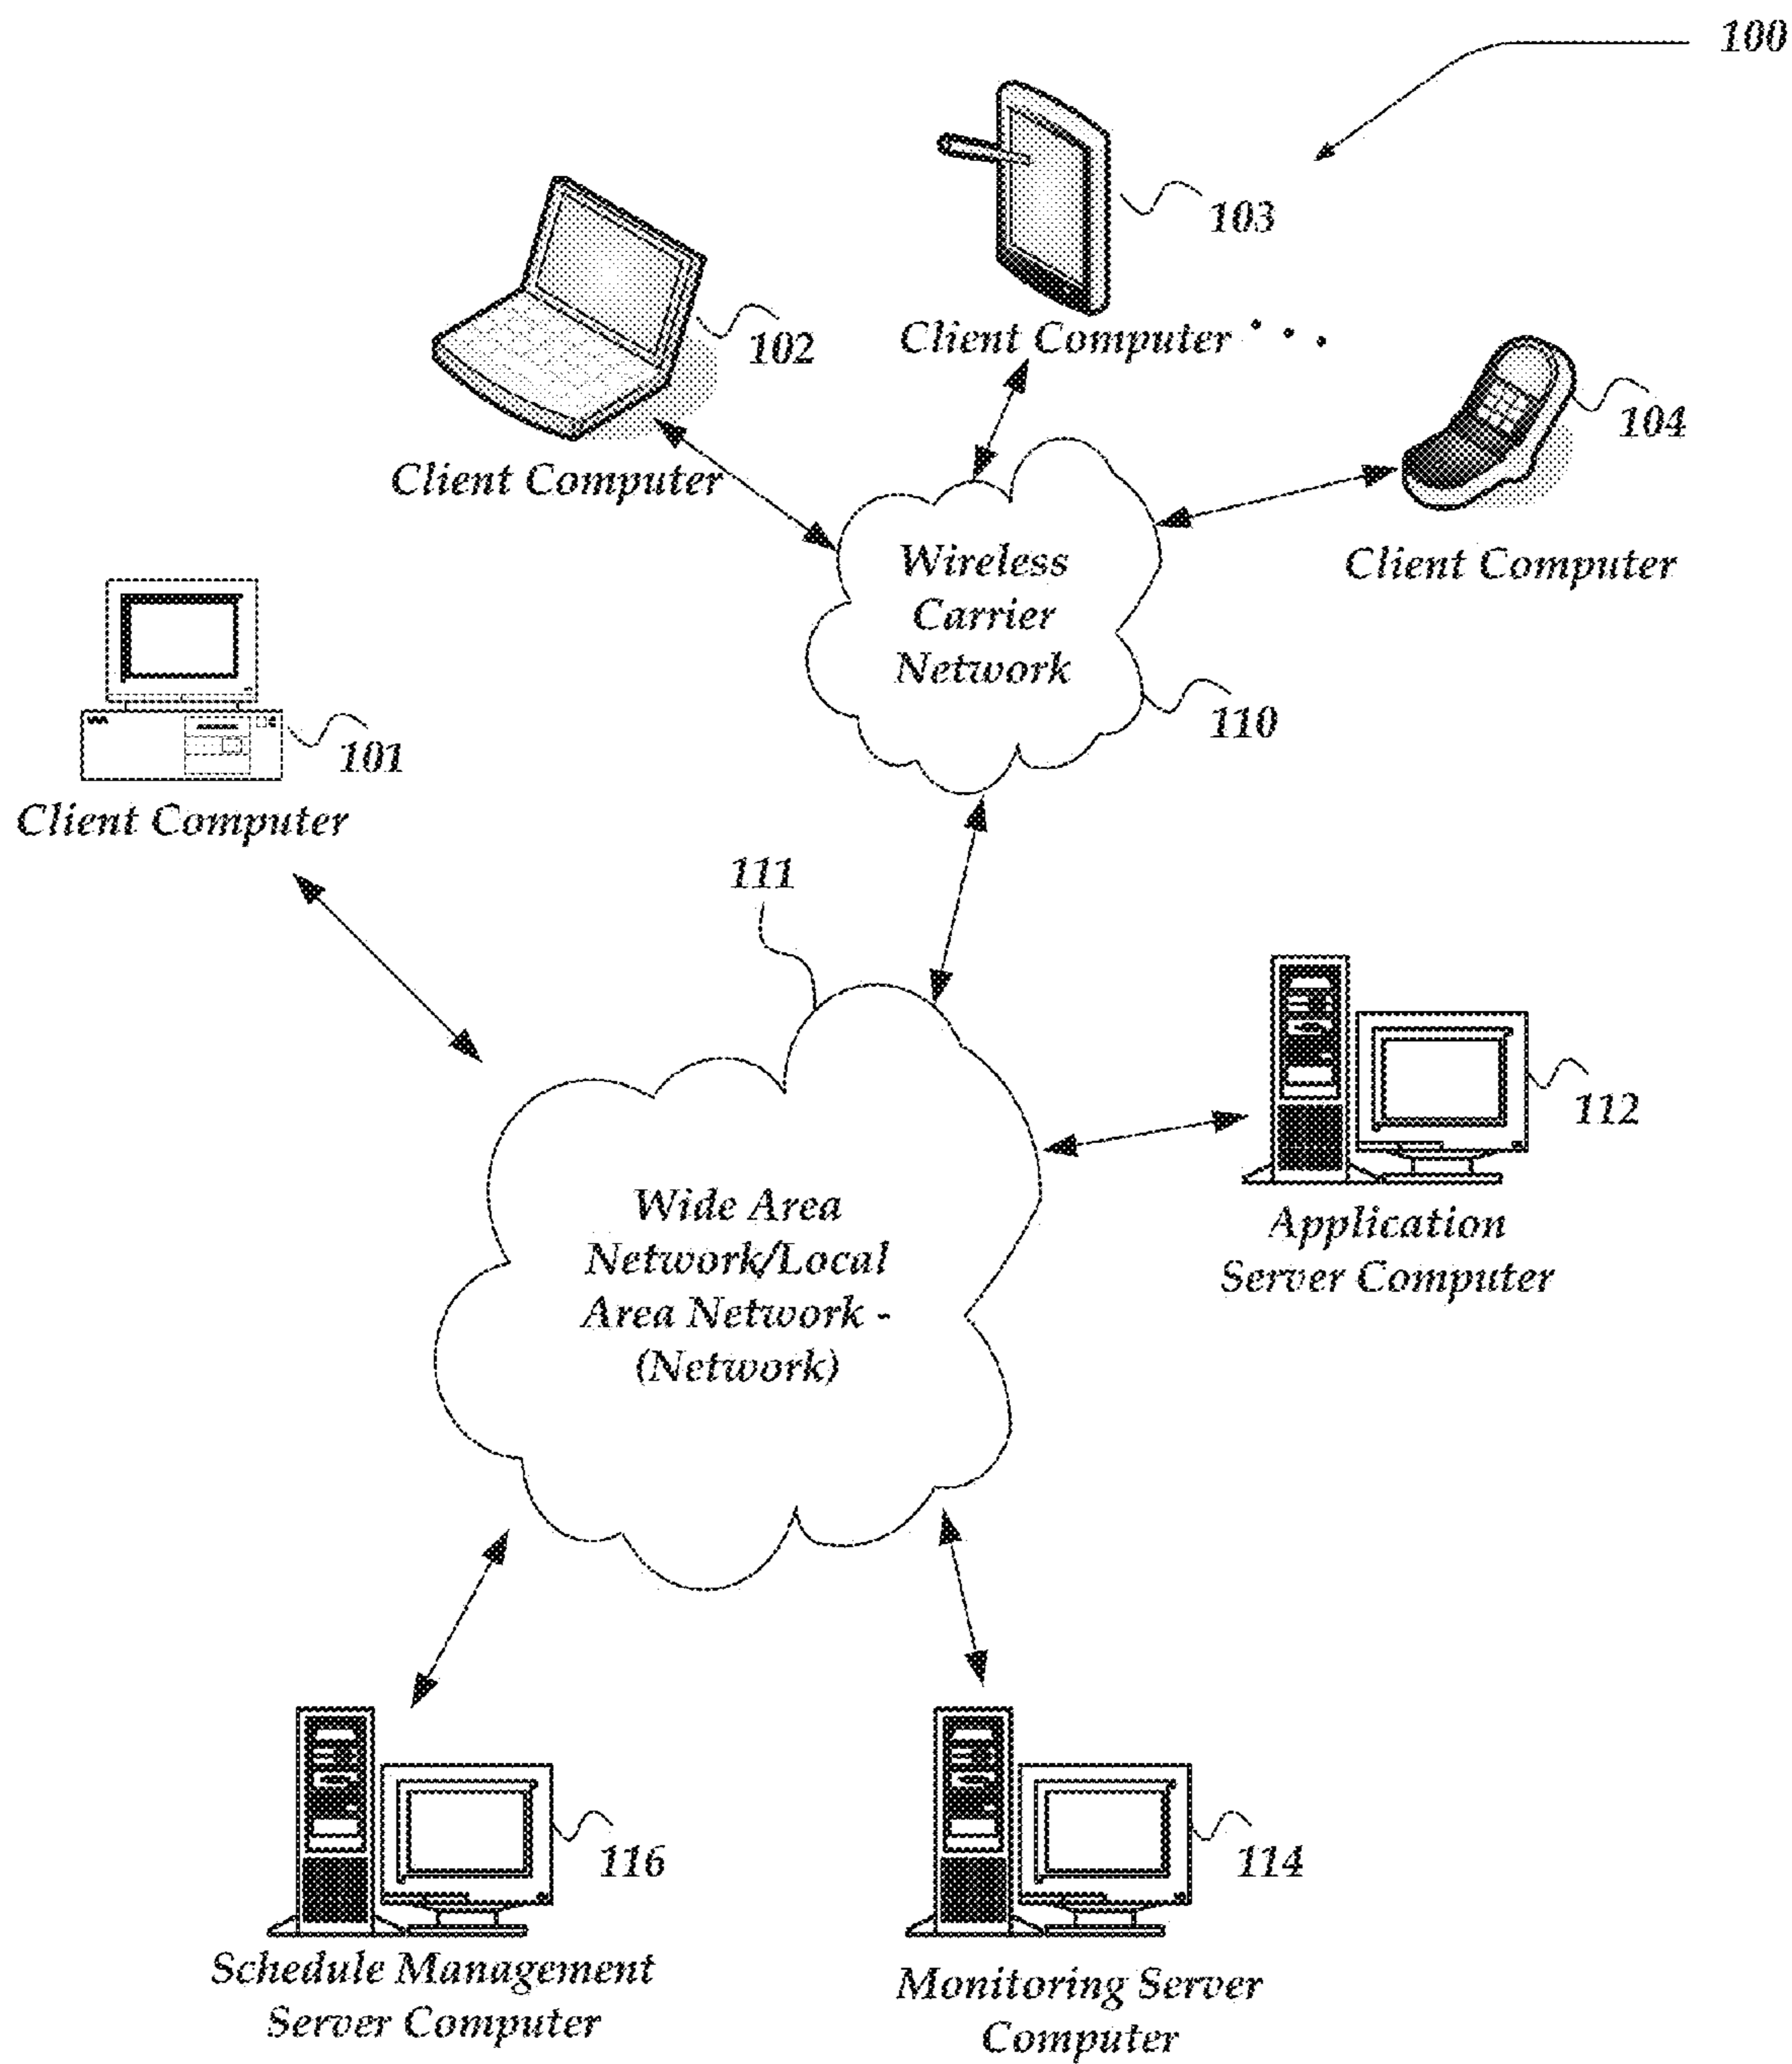 100
103
102
Client Computer
104
Client Computer
Client Computer
Wireless
Carrier
Network
110
101
Client Computer
111
112
Wide Area
Network/Local
Area Network -
(Network)
Application
Server Computer
116
114
Schedule Management
Server Computer
Monitoring Server
Computer